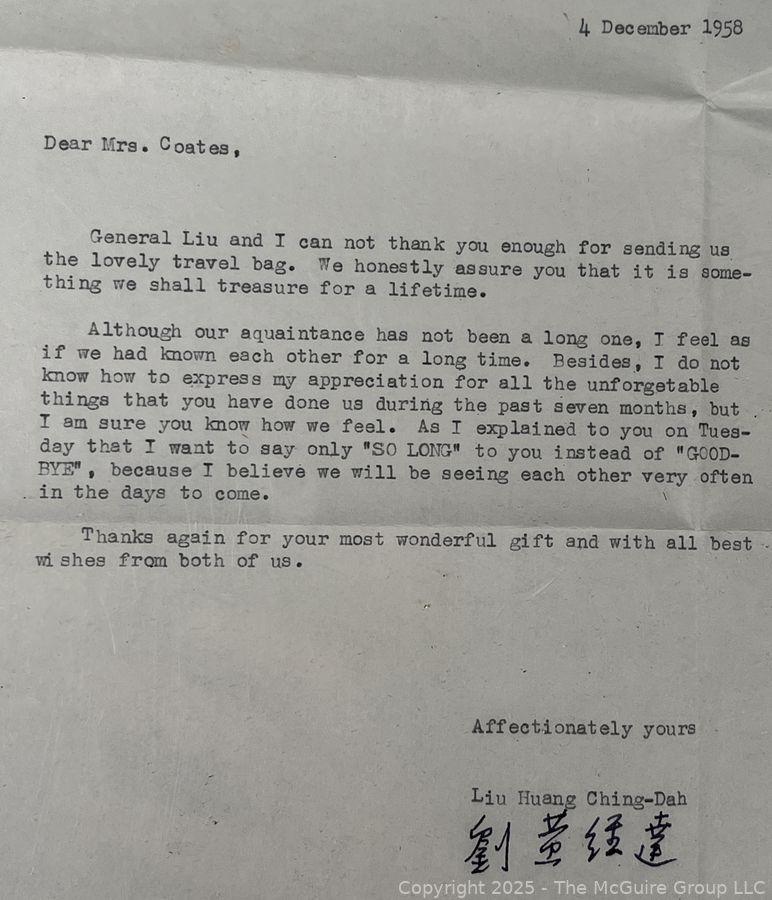 4 December 1958
Dear Mrs. Coates,
General Liu and I can not thank you enough for sending us
the lovely travel bag. We honestly assure you that it is some-
thing we shall treasure for a lifetime.
Although our aquaintance has not been a long one, I feel as
if we had known each other for a long time. Besides, I do not
know how to express my appreciation for all the unforgetable
things that you have done us during the past seven months, but
I am sure you know how we feel. As I explained to you on Tues-
day that I want to say only "SO LONG" to you instead of "GOOD-
BYE", because I believe we will be seeing each other very often
in the days to come.
Thanks again for your most wonderful gift and with all best
wishes from both of us.
Affectionately yours
Liu Huang Ching-Dah
劉黃經達
Copyright 2025 - The McGuire Group LLC